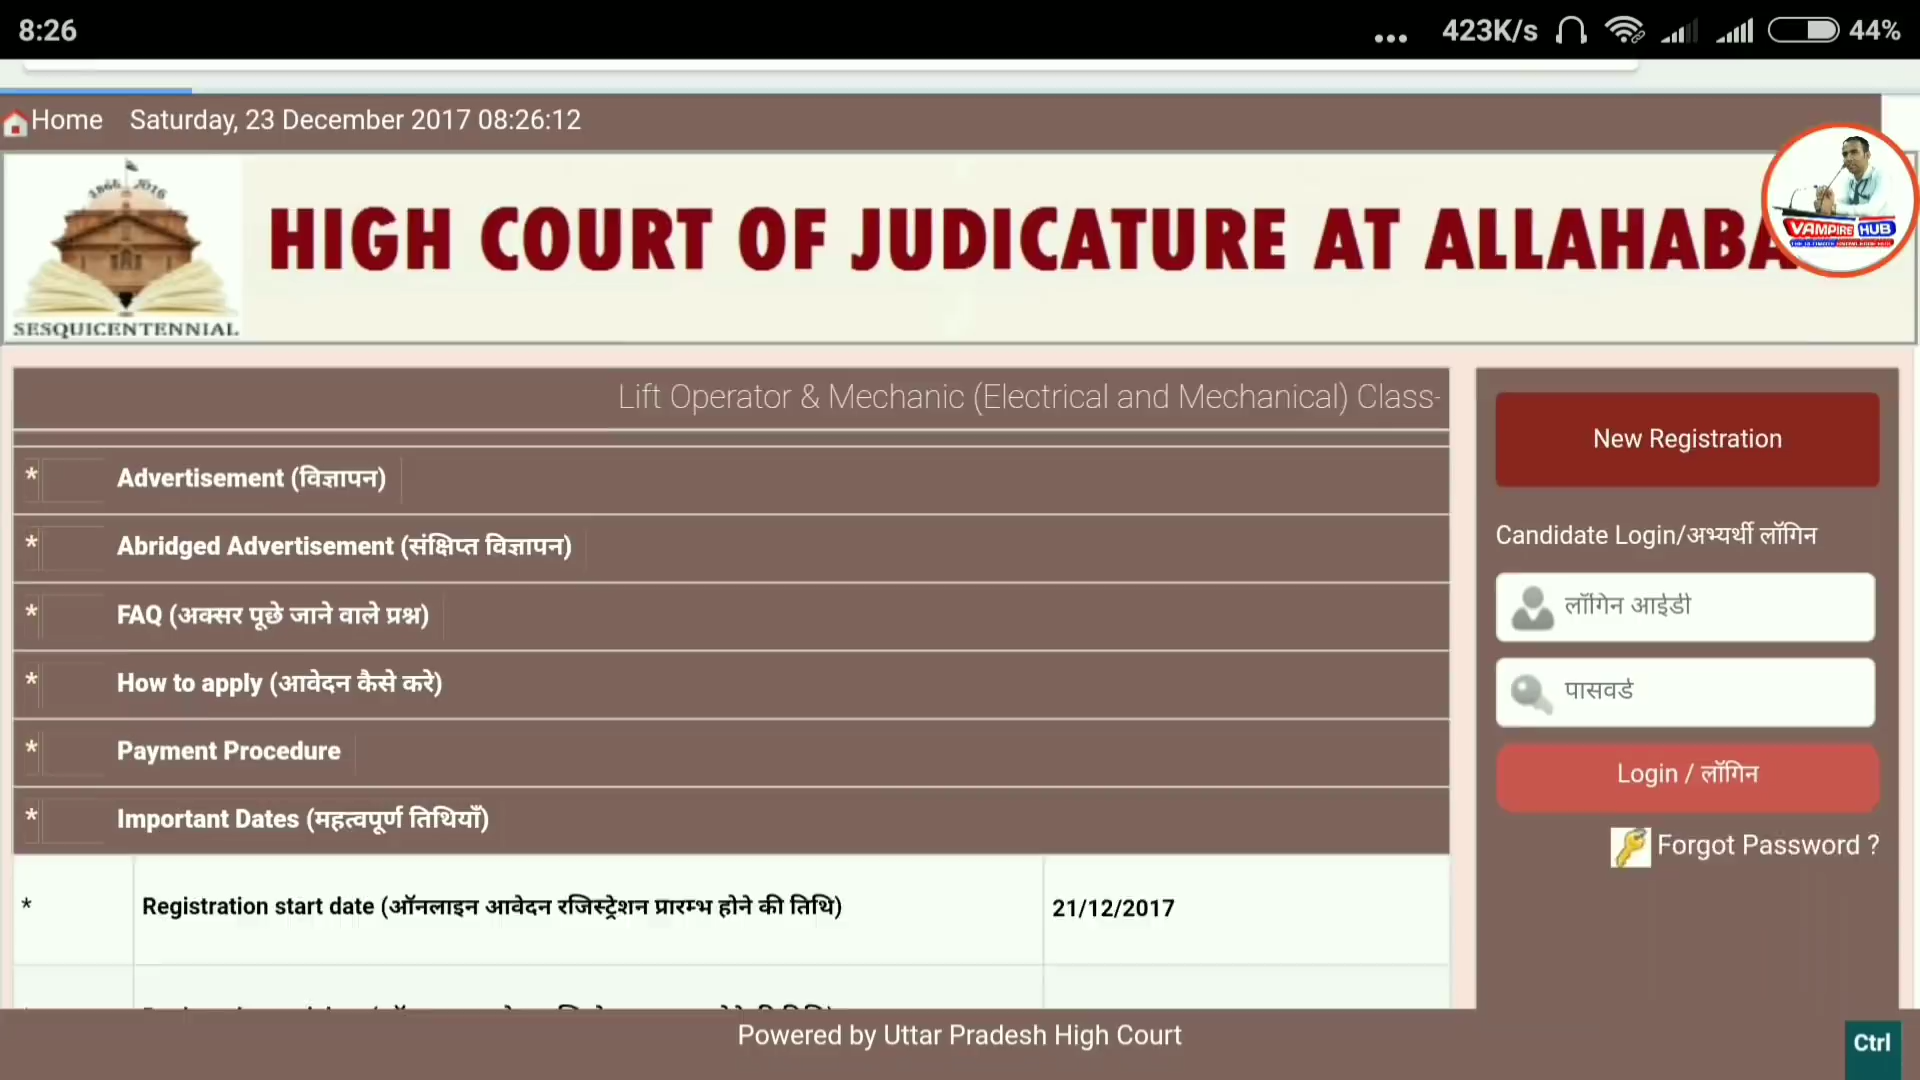 8:26
... 423K/s 44%
Home Saturday, 23 December 2017 08:26:12
1866 2016
SESQUICENTENNIAL
HIGH COURT OF JUDICATURE AT ALLAHABA
VAMPIRE HUB
Lift Operator & Mechanic (Electrical and Mechanical) Class-
* Advertisement (विज्ञापन)
* Abridged Advertisement (संक्षिप्त विज्ञापन)
* FAQ (अक्सर पूछे जाने वाले प्रश्न)
* How to apply (आवेदन कैसे करे)
* Payment Procedure
* Important Dates (महत्वपूर्ण तिथियाँ)
* Registration start date (ऑनलाइन आवेदन रजिस्ट्रेशन प्रारम्भ होने की तिथि) 21/12/2017
New Registration
Candidate Login/अभ्यर्थी लॉगिन
लॉगिन आईडी
पासवर्ड
Login / लॉगिन
Forgot Password ?
Powered by Uttar Pradesh High Court
Ctrl